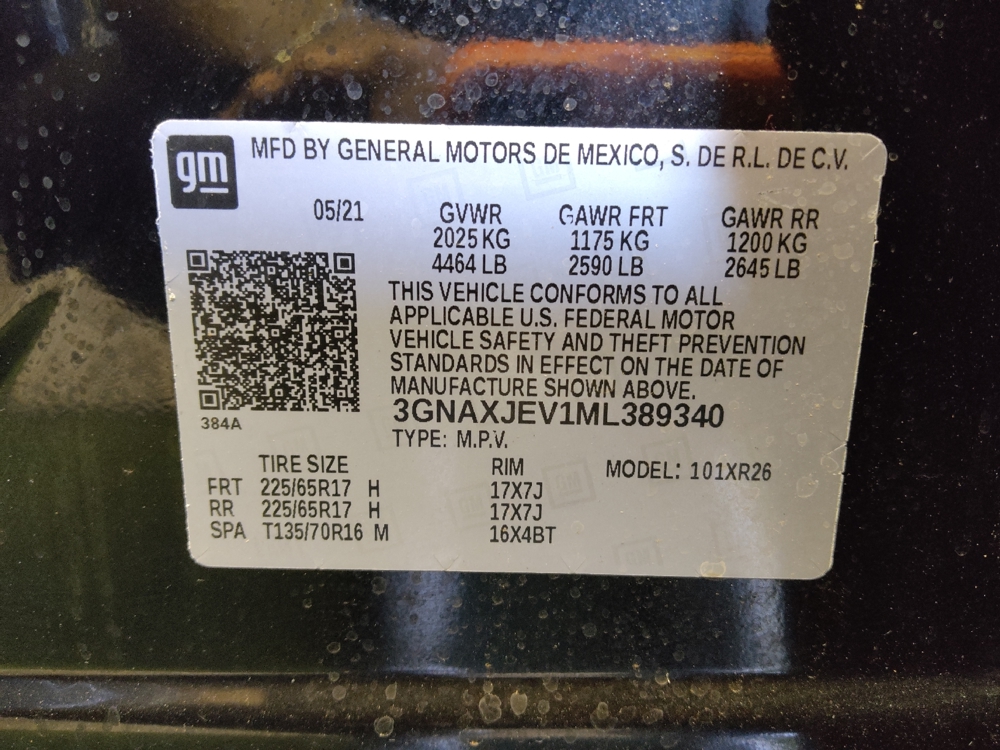 gm
MFD BY GENERAL MOTORS DE MEXICO, S. DE R.L. DE C.V.
05/21 GVWR GAWR FRT GAWR RR
2025 KG 1175 KG 1200 KG
4464 LB 2590 LB 2645 LB
THIS VEHICLE CONFORMS TO ALL
APPLICABLE U.S. FEDERAL MOTOR
VEHICLE SAFETY AND THEFT PREVENTION
STANDARDS IN EFFECT ON THE DATE OF
MANUFACTURE SHOWN ABOVE.
3GNAXJEV1ML389340
384A
TYPE: M.P.V.
TIRE SIZE RIM MODEL: 101XR26
FRT 225/65R17 H 17X7J
RR 225/65R17 H 17X7J
SPA T135/70R16 M 16X4BT